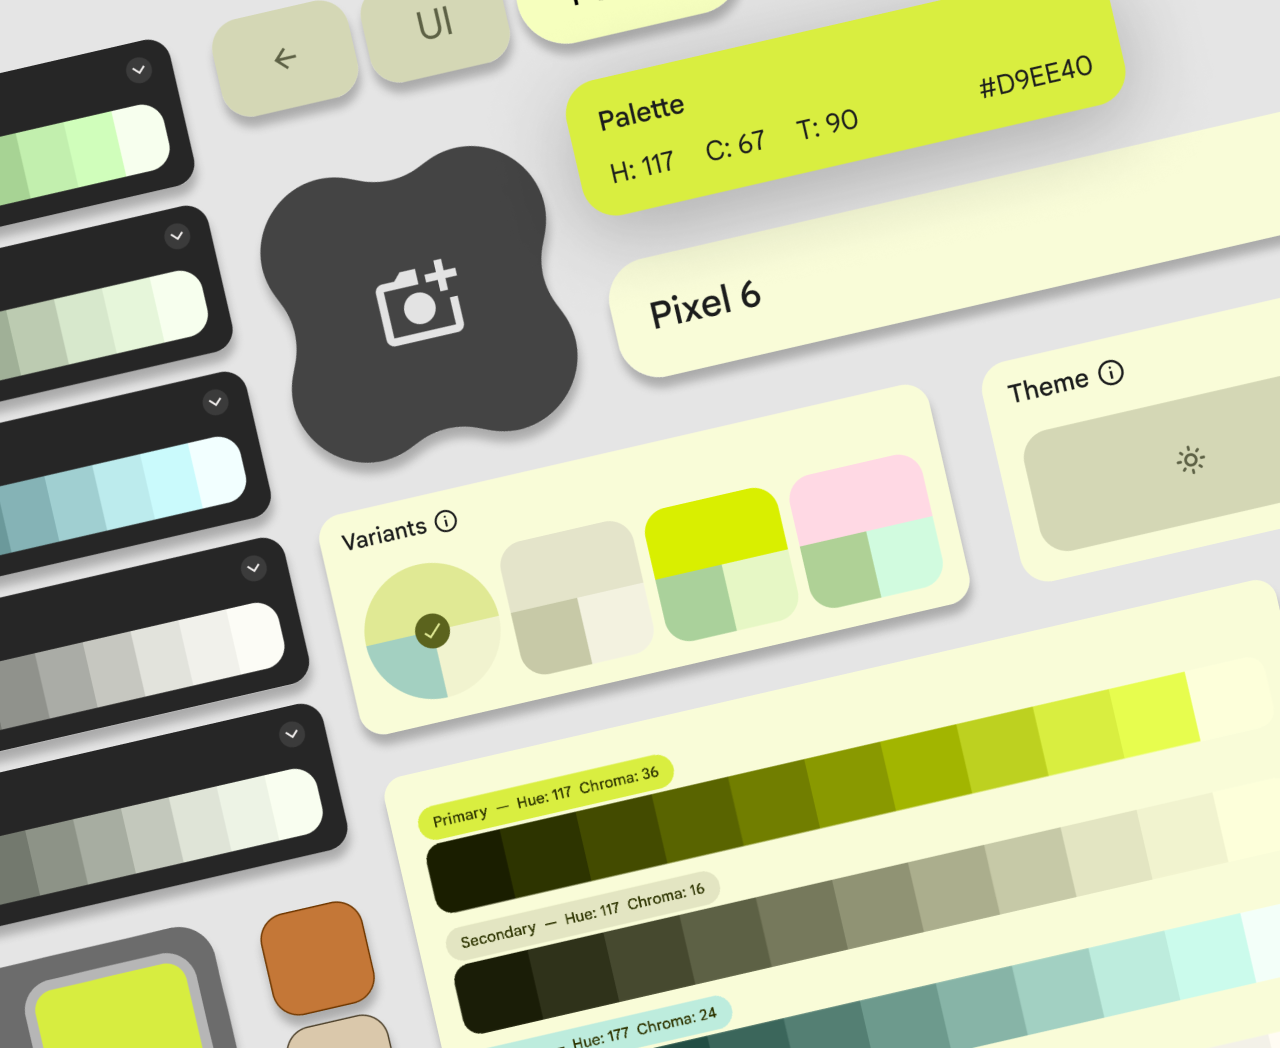 UI
Palette
H: 117 C: 67 T: 90 #D9EE40
Pixel 6
Theme
Variants
Primary — Hue: 117 Chroma: 36
Secondary — Hue: 117 Chroma: 16
— Hue: 177 Chroma: 24